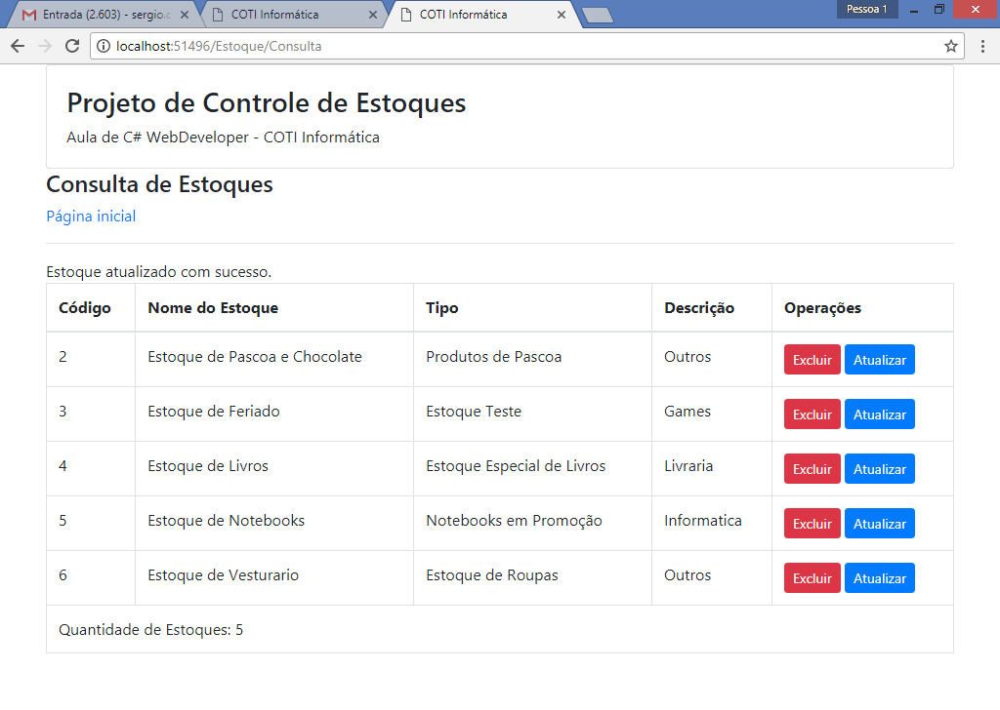 Entrada (2.603) - sergio.c
COTI Informática
COTI Informática
Pessoa 1
localhost:51496/Estoque/Consulta
Projeto de Controle de Estoques
Aula de C# WebDeveloper - COTI Informática
Consulta de Estoques
Página inicial
Estoque atualizado com sucesso.
Código Nome do Estoque Tipo Descrição Operações
2 Estoque de Pascoa e Chocolate Produtos de Pascoa Outros Excluir Atualizar
3 Estoque de Feriado Estoque Teste Games Excluir Atualizar
4 Estoque de Livros Estoque Especial de Livros Livraria Excluir Atualizar
5 Estoque de Notebooks Notebooks em Promoção Informatica Excluir Atualizar
6 Estoque de Vesturario Estoque de Roupas Outros Excluir Atualizar
Quantidade de Estoques: 5